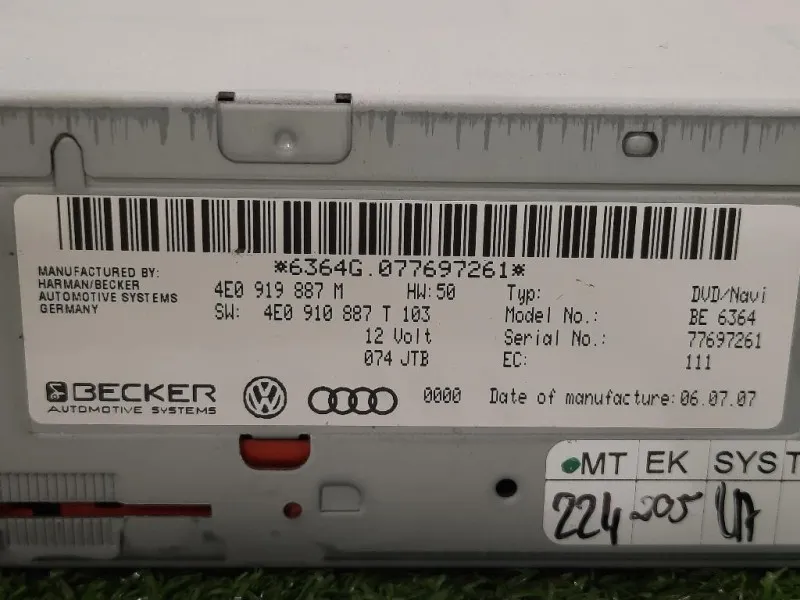 *6364G.077697261*
MANUFACTURED BY:
HARMAN/BECKER
AUTOMOTIVE SYSTEMS
GERMANY
4E0 919 887 M HW:50 Typ: DVD/Navi
SW: 4E0 910 887 T 103 Model No.: BE 6364
12 Volt Serial No.: 77697261
074 JTB EC: 111
BECKER
AUTOMOTIVE SYSTEMS
0000 Date of manufacture: 06.07.07
MT EK SYST
224 205